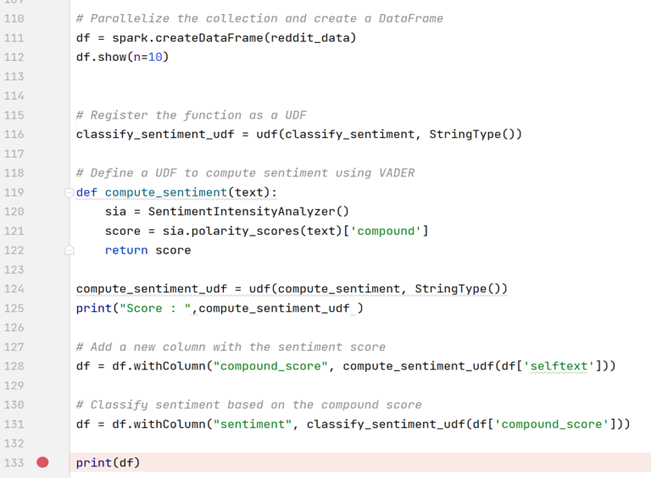 110 # Parallelize the collection and create a DataFrame
111 df = spark.createDataFrame(reddit_data)
112 df.show(n=10)
113
114
115 # Register the function as a UDF
116 classify_sentiment_udf = udf(classify_sentiment, StringType())
117
118 # Define a UDF to compute sentiment using VADER
119 def compute_sentiment(text):
120     sia = SentimentIntensityAnalyzer()
121     score = sia.polarity_scores(text)['compound']
122     return score
123
124 compute_sentiment_udf = udf(compute_sentiment, StringType())
125 print("Score : ",compute_sentiment_udf )
126
127 # Add a new column with the sentiment score
128 df = df.withColumn("compound_score", compute_sentiment_udf(df['selftext']))
129
130 # Classify sentiment based on the compound score
131 df = df.withColumn("sentiment", classify_sentiment_udf(df['compound_score']))
132
133 print(df)